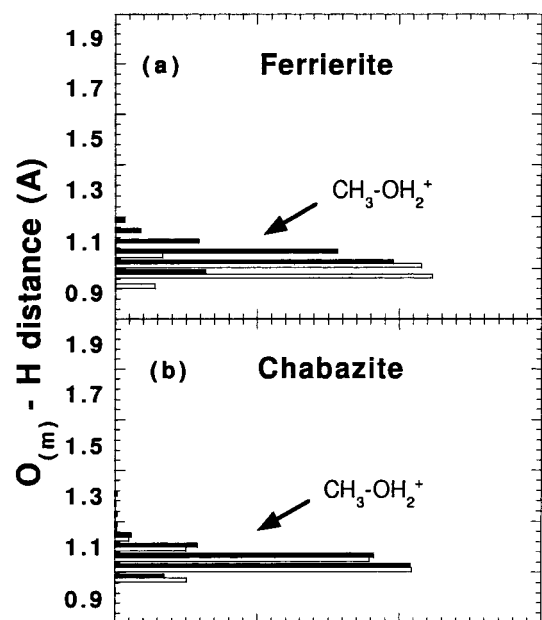 O(m) - H distance (A)
1.9
(a) Ferrierite
1.7
1.5
1.3
CH3-OH2+
1.1
0.9
1.9
(b) Chabazite
1.7
1.5
1.3
CH3-OH2+
1.1
0.9